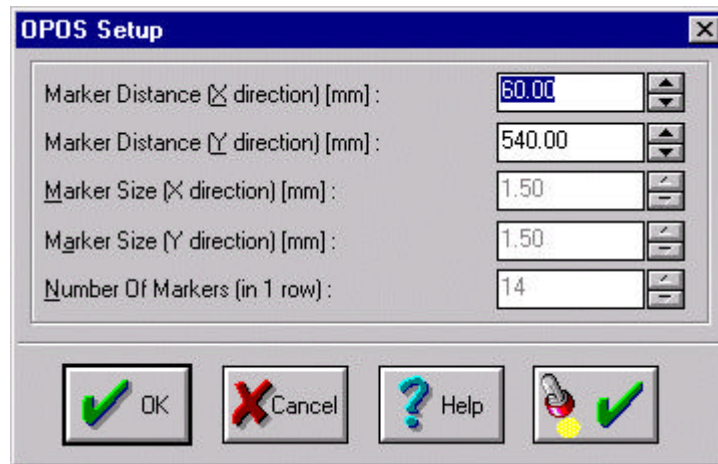 OPOS Setup
Marker Distance (X direction) [mm] : 60.00
Marker Distance (Y direction) [mm] : 540.00
Marker Size (X direction) [mm] : 1.50
Marker Size (Y direction) [mm] : 1.50
Number Of Markers (in 1 row) : 14
OK Cancel Help